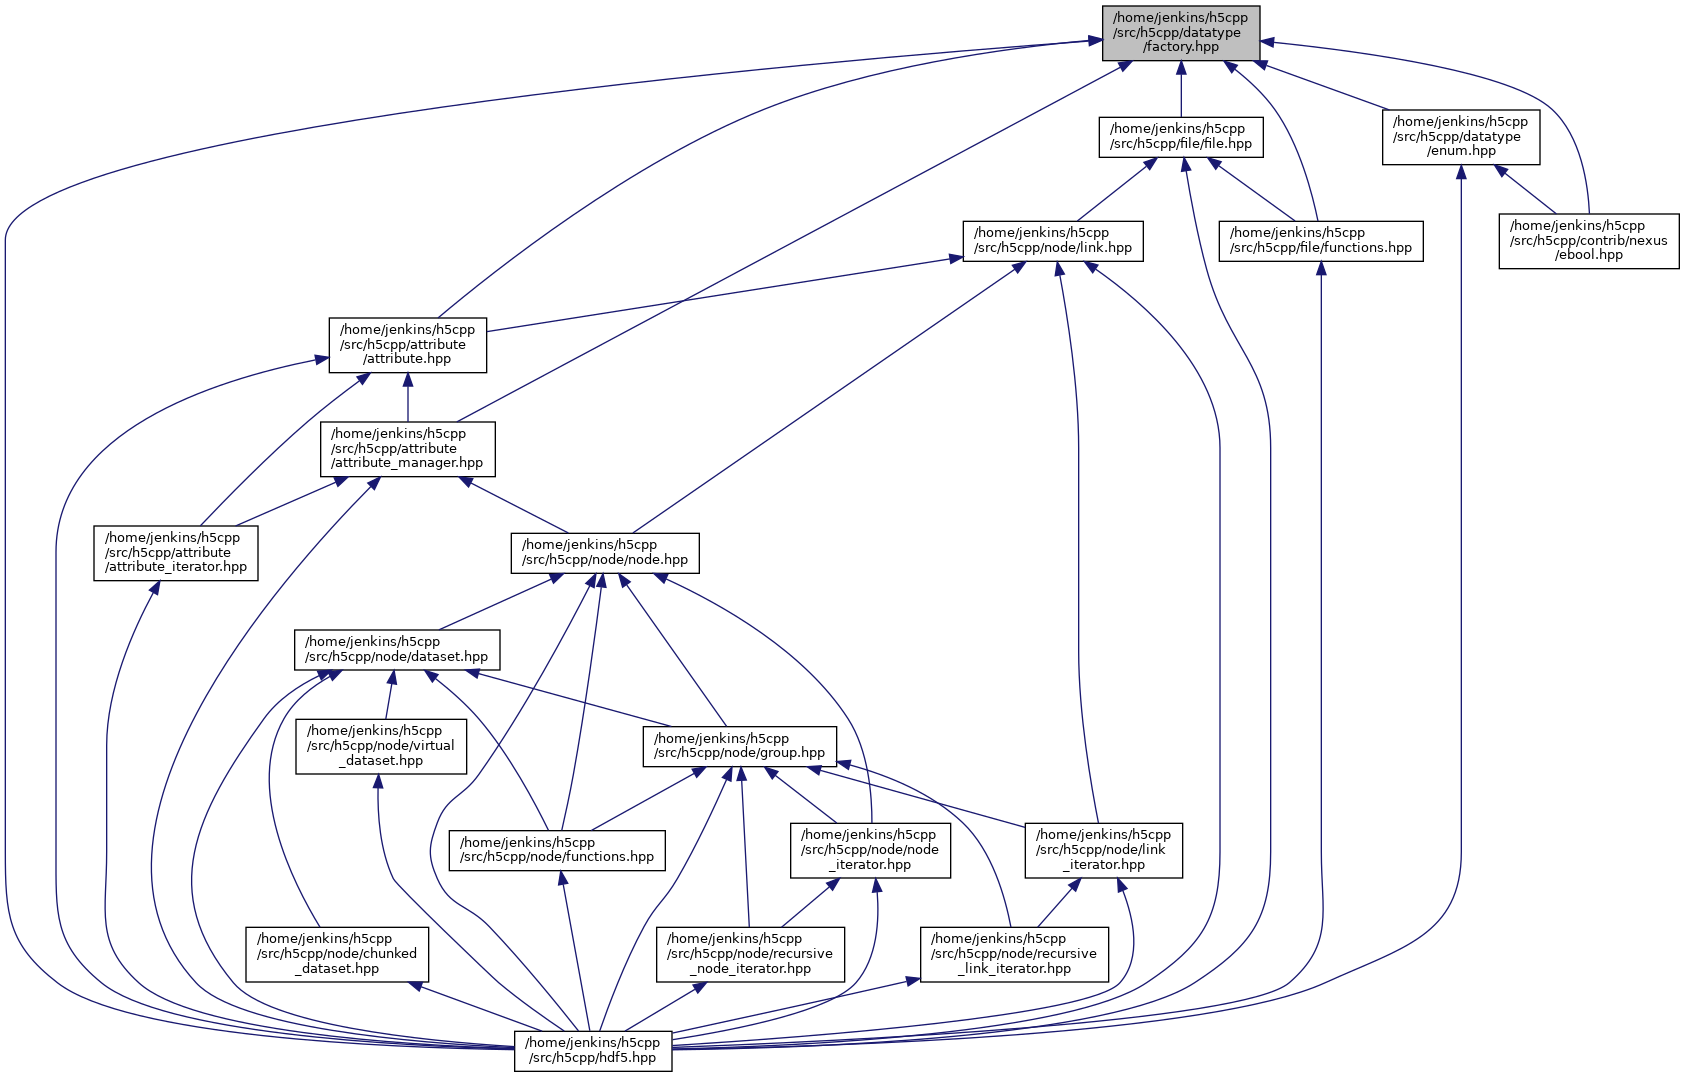 /home/jenkins/h5cpp
/src/h5cpp/datatype
/factory.hpp
/home/jenkins/h5cpp
/src/h5cpp/file/file.hpp
/home/jenkins/h5cpp
/src/h5cpp/datatype
/enum.hpp
/home/jenkins/h5cpp
/src/h5cpp/node/link.hpp
/home/jenkins/h5cpp
/src/h5cpp/file/functions.hpp
/home/jenkins/h5cpp
/src/h5cpp/contrib/nexus
/ebool.hpp
/home/jenkins/h5cpp
/src/h5cpp/attribute
/attribute.hpp
/home/jenkins/h5cpp
/src/h5cpp/attribute
/attribute_manager.hpp
/home/jenkins/h5cpp
/src/h5cpp/attribute
/attribute_iterator.hpp
/home/jenkins/h5cpp
/src/h5cpp/node/node.hpp
/home/jenkins/h5cpp
/src/h5cpp/node/dataset.hpp
/home/jenkins/h5cpp
/src/h5cpp/node/virtual
_dataset.hpp
/home/jenkins/h5cpp
/src/h5cpp/node/group.hpp
/home/jenkins/h5cpp
/src/h5cpp/node/functions.hpp
/home/jenkins/h5cpp
/src/h5cpp/node/node
_iterator.hpp
/home/jenkins/h5cpp
/src/h5cpp/node/link
_iterator.hpp
/home/jenkins/h5cpp
/src/h5cpp/node/chunked
_dataset.hpp
/home/jenkins/h5cpp
/src/h5cpp/node/recursive
_node_iterator.hpp
/home/jenkins/h5cpp
/src/h5cpp/node/recursive
_link_iterator.hpp
/home/jenkins/h5cpp
/src/h5cpp/hdf5.hpp